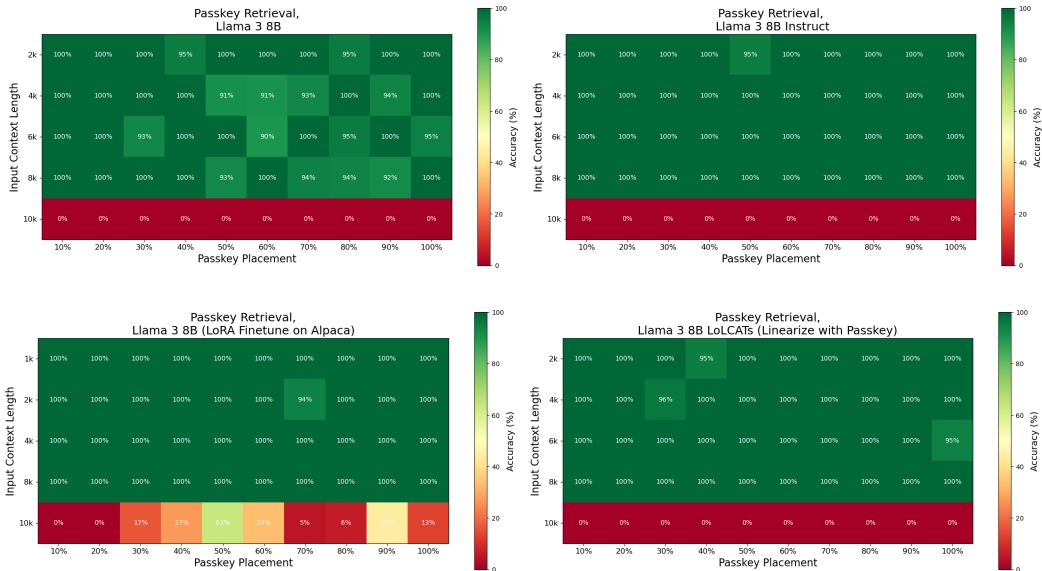 Passkey Retrieval,
Llama 3 8B
Input Context Length
2k 100% 100% 100% 95% 100% 100% 100% 95% 100% 100%
4k 100% 100% 100% 100% 91% 91% 93% 100% 94% 100%
6k 100% 100% 93% 100% 100% 90% 100% 95% 100% 95%
8k 100% 100% 100% 100% 93% 100% 94% 94% 92% 100%
10k 0% 0% 0% 0% 0% 0% 0% 0% 0% 0%
10% 20% 30% 40% 50% 60% 70% 80% 90% 100%
Passkey Placement
100
80
60
40
20
0
Accuracy (%)
Passkey Retrieval,
Llama 3 8B Instruct
Input Context Length
2k 100% 100% 100% 100% 95% 100% 100% 100% 100% 100%
4k 100% 100% 100% 100% 100% 100% 100% 100% 100% 100%
6k 100% 100% 100% 100% 100% 100% 100% 100% 100% 100%
8k 100% 100% 100% 100% 100% 100% 100% 100% 100% 100%
10k 0% 0% 0% 0% 0% 0% 0% 0% 0% 0%
10% 20% 30% 40% 50% 60% 70% 80% 90% 100%
Passkey Placement
100
80
60
40
20
0
Accuracy (%)
Passkey Retrieval,
Llama 3 8B (LoRA Finetune on Alpaca)
Input Context Length
1k 100% 100% 100% 100% 100% 100% 100% 100% 100% 100%
2k 100% 100% 100% 100% 100% 100% 94% 100% 100% 100%
4k 100% 100% 100% 100% 100% 100% 100% 100% 100% 100%
8k 100% 100% 100% 100% 100% 100% 100% 100% 100% 100%
10k 0% 0% 17% 27% 63% 33% 5% 6% 13%
10% 20% 30% 40% 50% 60% 70% 80% 90% 100%
Passkey Placement
100
80
60
40
20
0
Accuracy (%)
Passkey Retrieval,
Llama 3 8B LoLCATs (Linearize with Passkey)
Input Context Length
2k 100% 100% 100% 95% 100% 100% 100% 100% 100% 100%
4k 100% 100% 96% 100% 100% 100% 100% 100% 100% 100%
6k 100% 100% 100% 100% 100% 100% 100% 100% 100% 95%
8k 100% 100% 100% 100% 100% 100% 100% 100% 100% 100%
10k 0% 0% 0% 0% 0% 0% 0% 0% 0% 0%
10% 20% 30% 40% 50% 60% 70% 80% 90% 100%
Passkey Placement
100
80
60
40
20
0
Accuracy (%)